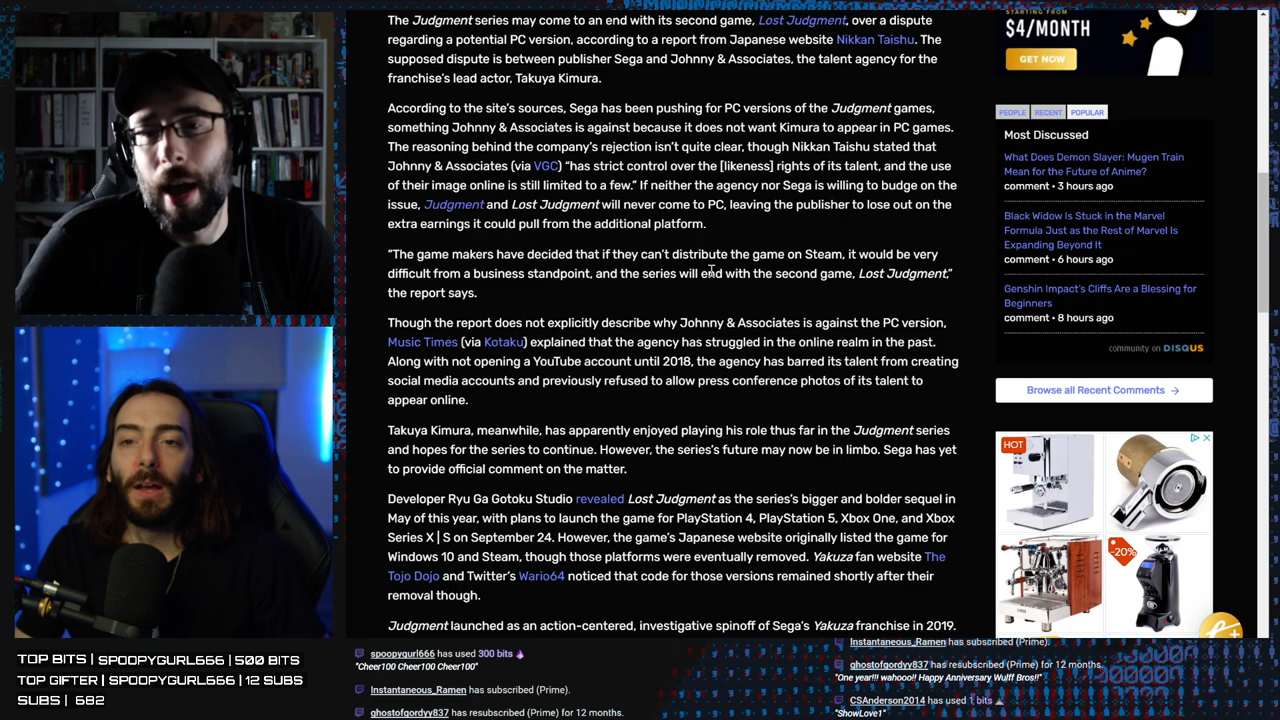 The Judgment series may come to an end with its second game, Lost Judgment, over a dispute
regarding a potential PC version, according to a report from Japanese website Nikkan Taishu. The
supposed dispute is between publisher Sega and Johnny & Associates, the talent agency for the
franchise's lead actor, Takuya Kimura.
According to the site's sources, Sega has been pushing for PC versions of the Judgment games,
something Johnny & Associates is against because it does not want Kimura to appear in PC games.
The reasoning behind the company's rejection isn't quite clear, though Nikkan Taishu stated that
Johnny & Associates (via VGC) "has strict control over the [likeness] rights of its talent, and the use
of their image online is still limited to a few." If neither the agency nor Sega is willing to budge on the
issue, Judgment and Lost Judgment will never come to PC, leaving the publisher to lose out on the
extra earnings it could pull from the additional platform.
"The game makers have decided that if they can't distribute the game on Steam, it would be very
difficult from a business standpoint, and the series will end with the second game, Lost Judgment,"
the report says.
Though the report does not explicitly describe why Johnny & Associates is against the PC version,
Music Times (via Kotaku) explained that the agency has struggled in the online realm in the past.
Along with not opening a YouTube account until 2018, the agency has barred its talent from creating
social media accounts and previously refused to allow press conference photos of its talent to
appear online.
Takuya Kimura, meanwhile, has apparently enjoyed playing his role thus far in the Judgment series
and hopes for the series to continue. However, the series's future may now be in limbo. Sega has yet
to provide official comment on the matter.
Developer Ryu Ga Gotoku Studio revealed Lost Judgment as the series's bigger and bolder sequel in
May of this year, with plans to launch the game for PlayStation 4, PlayStation 5, Xbox One, and Xbox
Series X | S on September 24. However, the game's Japanese website originally listed the game for
Windows 10 and Steam, though those platforms were eventually removed. Yakuza fan website The
Tojo Dojo and Twitter's Wario64 noticed that code for those versions remained shortly after their
removal though.
Judgment launched as an action-centered, investigative spinoff of Sega's Yakuza franchise in 2019.
STARTING FROM
$4/MONTH
GET NOW
PEOPLE RECENT POPULAR
Most Discussed
What Does Demon Slayer: Mugen Train
Mean for the Future of Anime?
comment • 3 hours ago
Black Widow Is Stuck in the Marvel
Formula Just as the Rest of Marvel Is
Expanding Beyond It
comment • 6 hours ago
Genshin Impact's Cliffs Are a Blessing for
Beginners
comment • 8 hours ago
community on DISQUS
Browse all Recent Comments →
HOT
-20%
TOP BITS | SPOOPYGURL666 | 500 BITS
TOP GIFTER | SPOOPYGURL666 | 12 SUBS
SUBS | 682
spoopygurl666 has used 300 bits
"Cheer100 Cheer100 Cheer100"
Instantaneous_Ramen has subscribed (Prime).
ghostofgordyy837 has resubscribed (Prime) for 12 months.
Instantaneous_Ramen has subscribed (Prime).
ghostofgordyy837 has resubscribed (Prime) for 12 months.
"One year!!! wahooo!! Happy Anniversary Wulff Bros!!"
CSAnderson2014 has used 1 bits
"ShowLove1"